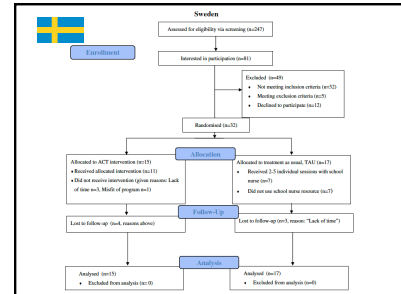 Sweden
Assessed for eligibility via screening (n=247)
Enrollment
Interested in participation (n=81)
Excluded (n=49)
• Not meeting inclusion criteria (n=32)
• Meeting exclusion criteria (n=5)
• Declined to participate (n=12)
Randomised (n=32)
Allocation
Allocated to ACT intervention (n=15)
• Received allocated intervention (n=11)
• Did not receive intervention (given reasons: Lack
of time n=3, Misfit of program n=1)
Allocated to treatment as usual, TAU (n=17)
• Received 2-5 individual sessions with school
nurse (n=7)
• Did not use school nurse resource (n=7)
Follow-Up
Lost to follow-up (n=4, reasons above)
Lost to follow-up (n=3, reason: "Lack of time")
Analysis
Analysed (n=15)
• Excluded from analysis (n= 0)
Analysed (n=17)
• Excluded from analysis (n=0)